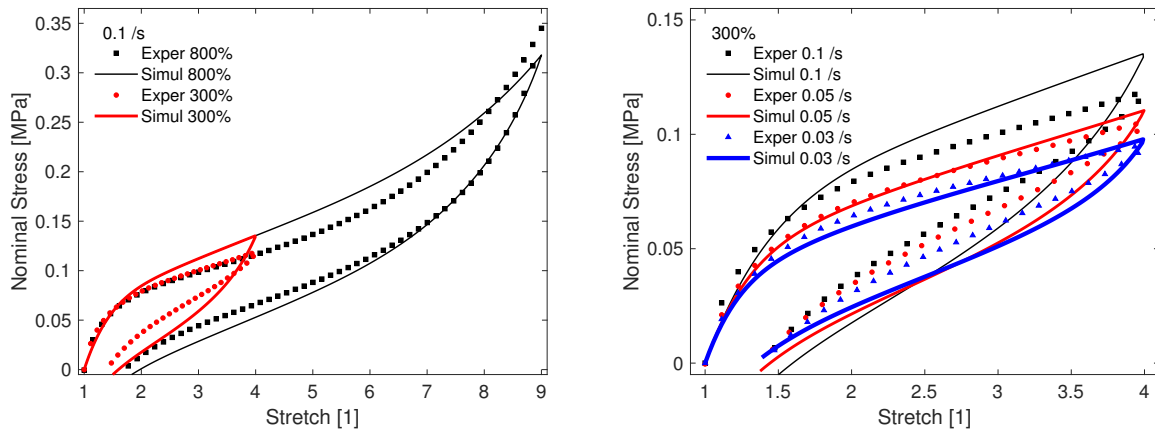 0.35
0.3
0.25
0.2
0.15
0.1
0.05
0
Nominal Stress [MPa]
0.1 /s
Exper 800%
Simul 800%
Exper 300%
Simul 300%
1 2 3 4 5 6 7 8 9
Stretch [1]
0.15
0.1
0.05
0
Nominal Stress [MPa]
300%
Exper 0.1 /s
Simul 0.1 /s
Exper 0.05 /s
Simul 0.05 /s
Exper 0.03 /s
Simul 0.03 /s
1 1.5 2 2.5 3 3.5 4
Stretch [1]